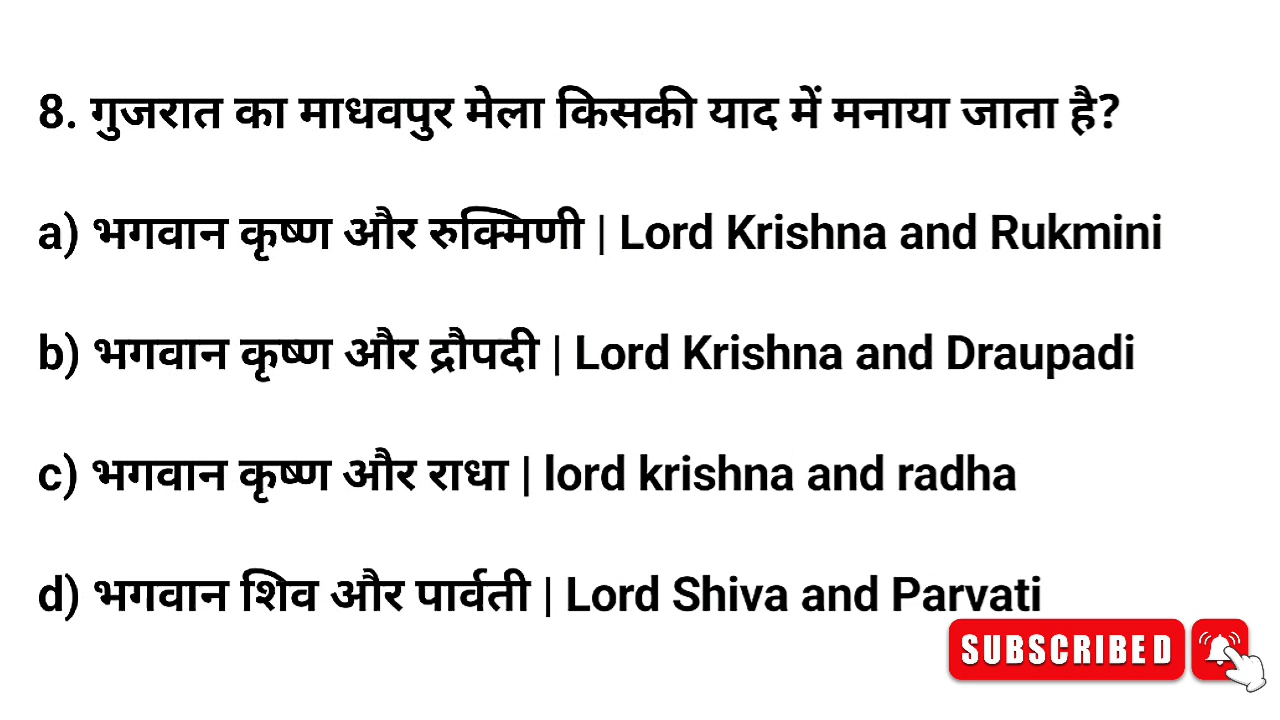 8. गुजरात का माधवपुर मेला किसकी याद में मनाया जाता है?
a) भगवान कृष्ण और रुक्मिणी | Lord Krishna and Rukmini
b) भगवान कृष्ण और द्रौपदी | Lord Krishna and Draupadi
c) भगवान कृष्ण और राधा | lord krishna and radha
d) भगवान शिव और पार्वती | Lord Shiva and Parvati
SUBSCRIBED